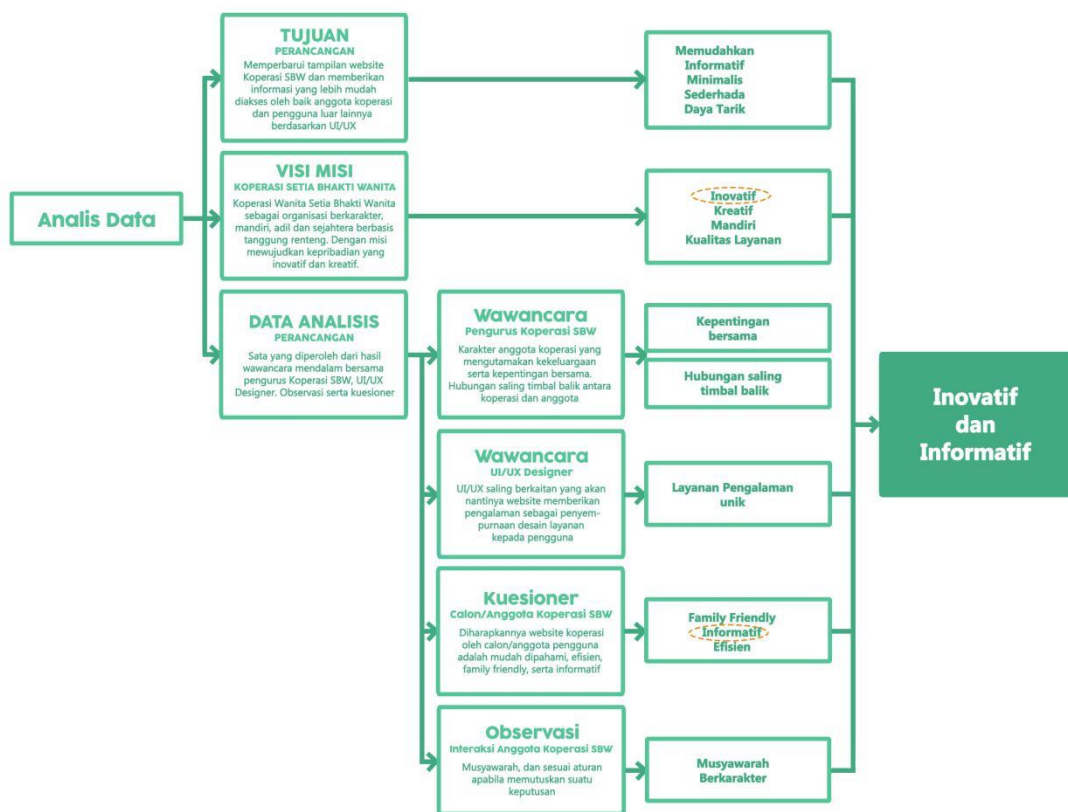 Analis Data
TUJUAN
PERANCANGAN
Memperbarui tampilan website
Koperasi SBW dan memberikan
informasi yang lebih mudah
diakses oleh baik anggota koperasi
dan pengguna luar lainnya
berdasarkan UI/UX
Memudahkan
Informatif
Minimalis
Sederhada
Daya Tarik
VISI MISI
KOPERASI SETIA BHAKTI WANITA
Koperasi Wanita Setia Bhakti Wanita
sebagai organisasi berkarakter,
mandiri, adil dan sejahtera berbasis
tanggung renteng. Dengan misi
mewujudkan kepribadian yang
inovatif dan kreatif.
Inovatif
Kreatif
Mandiri
Kualitas Layanan
DATA ANALISIS
PERANCANGAN
Sata yang diperoleh dari hasil
wawancara mendalam bersama
pengurus Koperasi SBW, UI/UX
Designer. Observasi serta kuesioner
Wawancara
Pengurus Koperasi SBW
Karakter anggota koperasi yang
mengutamakan kekeluargaan
serta kepentingan bersama.
Hubungan saling timbal balik antara
koperasi dan anggota
Kepentingan
bersama
Hubungan saling
timbal balik
Wawancara
UI/UX Designer
UI/UX saling berkaitan yang akan
nantinya website memberikan
pengalaman sebagai penyem-
purnaan desain layanan
kepada pengguna
Layanan Pengalaman
unik
Kuesioner
Calon/Anggota Koperasi SBW
Diharapkannya website koperasi
oleh calon/anggota pengguna
adalah mudah dipahami, efisien,
family friendly, serta informatif
Family Friendly
Informatif
Efisien
Observasi
Interaksi Anggota Koperasi SBW
Musyawarah, dan sesuai aturan
apabila memutuskan suatu
keputusan
Musyawarah
Berkarakter
Inovatif
dan
Informatif